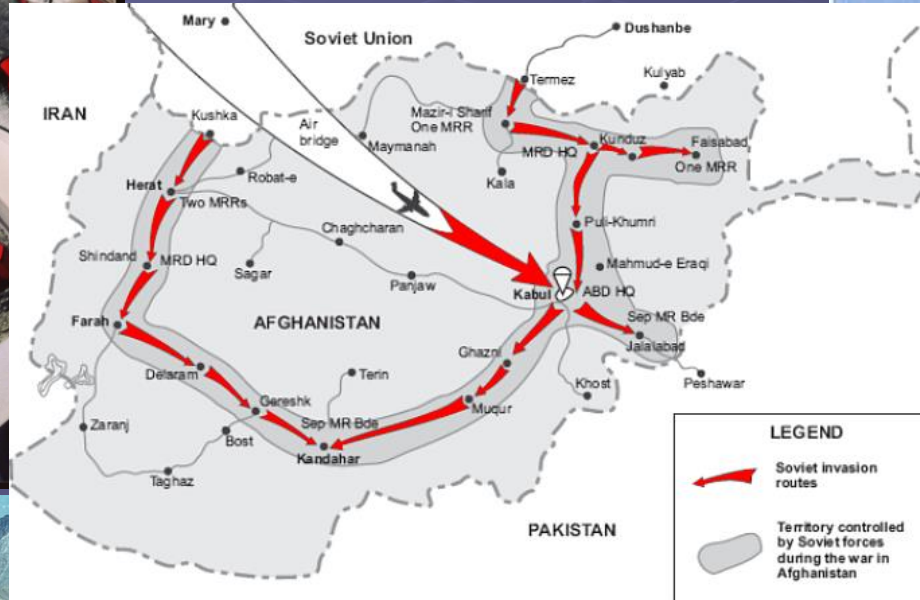 Mary
Soviet Union
Dushanbe
Termez
Kulyab
IRAN
Kushka
Air
bridge
Maymanah
Mazir-i Sharif
One MRR
MRD HQ
Kunduz
Faisabad
One MRR
Kala
Herat
Robat-e
Two MRRs
Puli-Khumri
Chaghcharan
Shindand
MRD HQ
Sagar
Panjaw
Mahmud-e Eraqi
Kabul
ABD HQ
Farah
AFGHANISTAN
Sep MR Bde
Jalalabad
Ghazni
Delaram
Terin
Khost
Peshawar
Gereshk
Muqur
Zaranj
Bost
Sep MR Bde
Kandahar
Taghaz
PAKISTAN
LEGEND
Soviet invasion
routes
Territory controlled
by Soviet forces
during the war in
Afghanistan